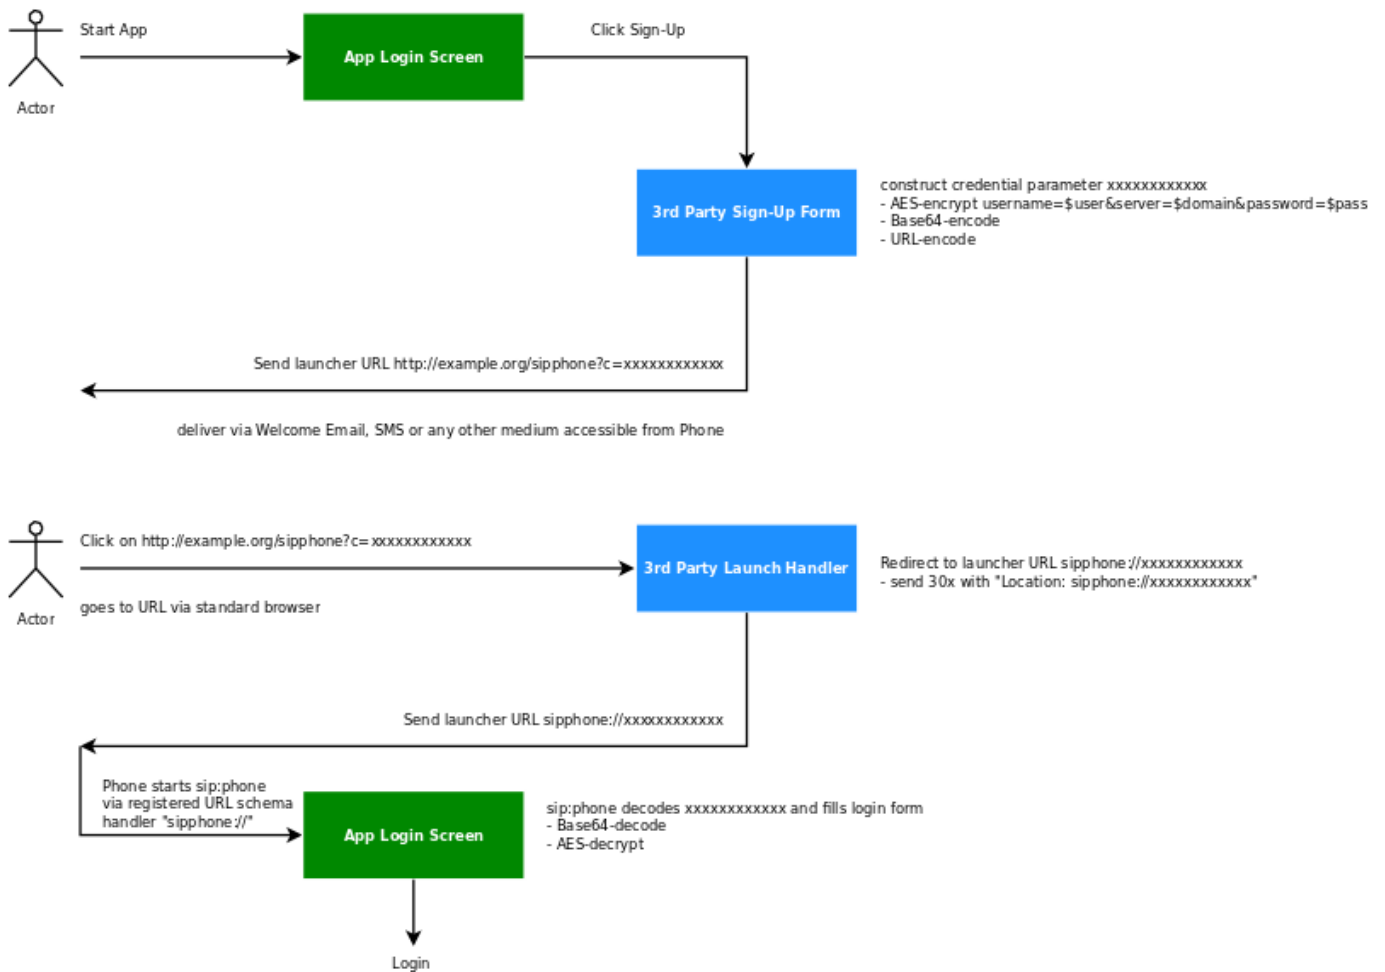 Start App
Click Sign-Up
App Login Screen
Actor
3rd Party Sign-Up Form
construct credential parameter xxxxxxxxxxxx
- AES-encrypt username=$user&server=$domain&password=$pass
- Base64-encode
- URL-encode
Send launcher URL http://example.org/sipphone?c=xxxxxxxxxxxx
deliver via Welcome Email, SMS or any other medium accessible from Phone
Click on http://example.org/sipphone?c=xxxxxxxxxxxx
goes to URL via standard browser
Actor
3rd Party Launch Handler
Redirect to launcher URL sipphone://xxxxxxxxxxxx
- send 30x with "Location: sipphone://xxxxxxxxxxxx"
Send launcher URL sipphone://xxxxxxxxxxxx
Phone starts sip:phone
via registered URL schema
handler "sipphone://"
App Login Screen
sip:phone decodes xxxxxxxxxxxx and fills login form
- Base64-decode
- AES-decrypt
Login